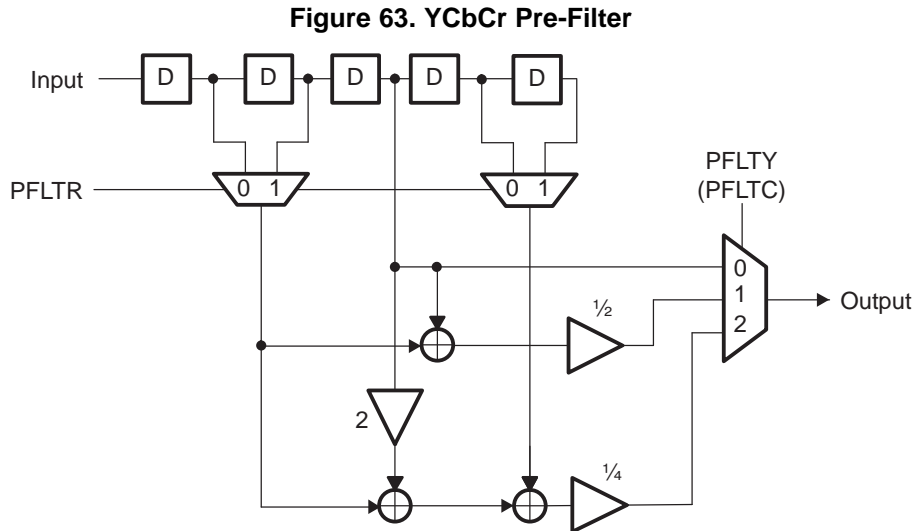 Figure 63. YCbCr Pre-Filter
Input
D
D
D
D
D
PFLTR
0 1
0 1
PFLTY
(PFLTC)
0
1
2
Output
½
2
¼